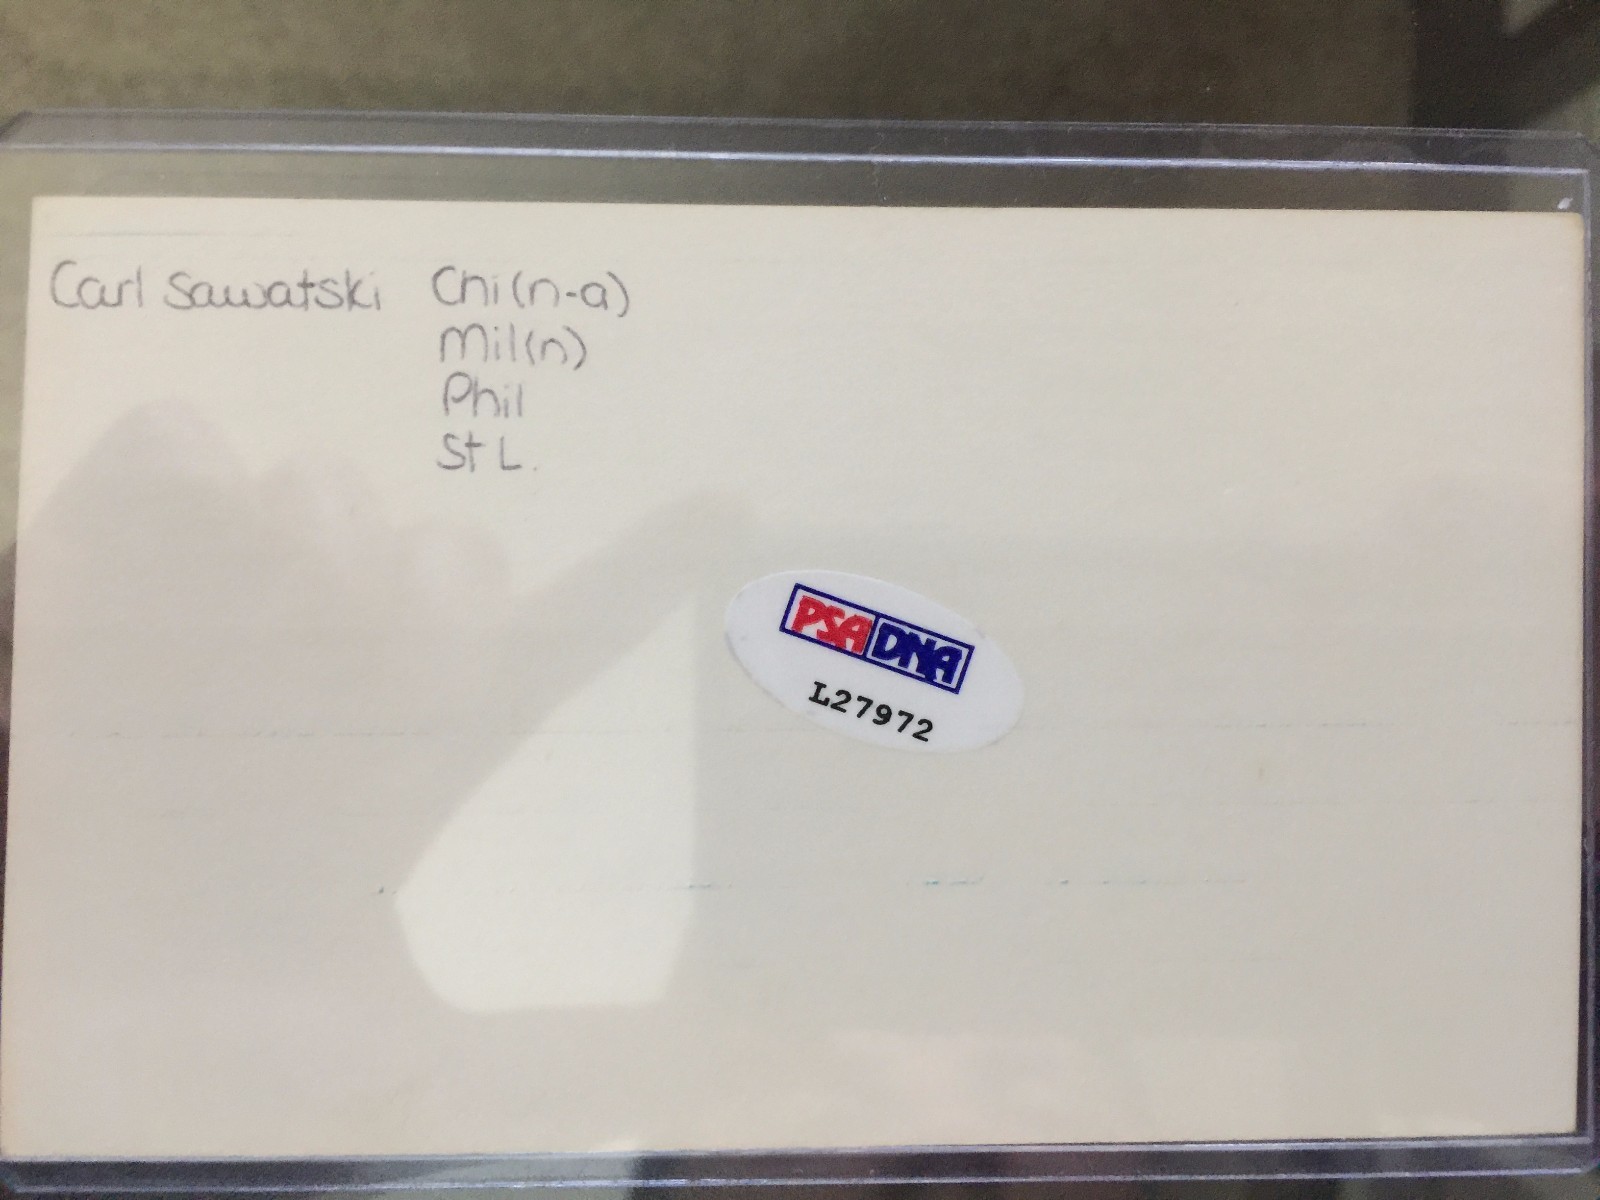 Carl Sawatski Chi(n-a)
Mil(n)
Phil
St L.
PSA DNA
L27972